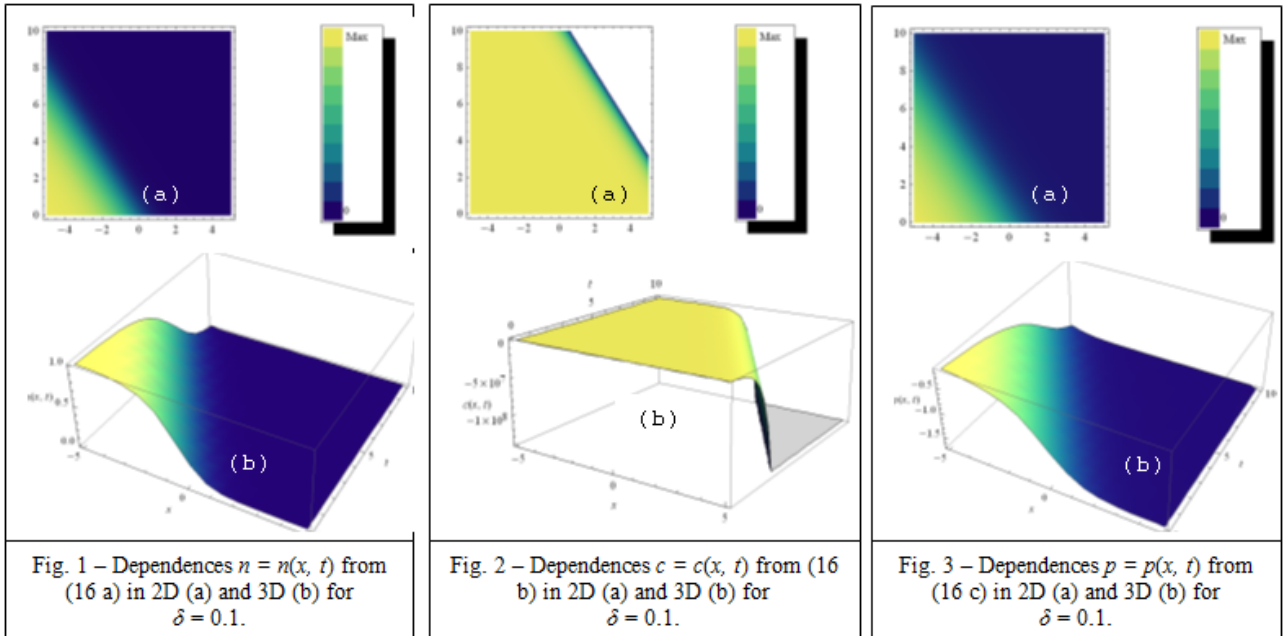 10
8
6
4
2
0
-4 -2 0 2 4
Max
0
(a)
1.0
0.5
0.0
-5
0
5
x
t
(b)
Fig. 1 – Dependences n = n(x, t) from
(16 a) in 2D (a) and 3D (b) for
δ = 0.1.
10
8
6
4
2
0
-4 -2 0 2 4
Max
0
(a)
t
10
5
0
0
-5×10⁷
c(x, t)
-1×10⁸
-5
0
5
x
(b)
Fig. 2 – Dependences c = c(x, t) from (16
b) in 2D (a) and 3D (b) for
δ = 0.1.
10
8
6
4
2
0
-4 -2 0 2 4
Max
0
(a)
-0.5
-1.0
-1.5
p(x, t)
-5
0
x
5
10
t
(b)
Fig. 3 – Dependences p = p(x, t) from
(16 c) in 2D (a) and 3D (b) for
δ = 0.1.